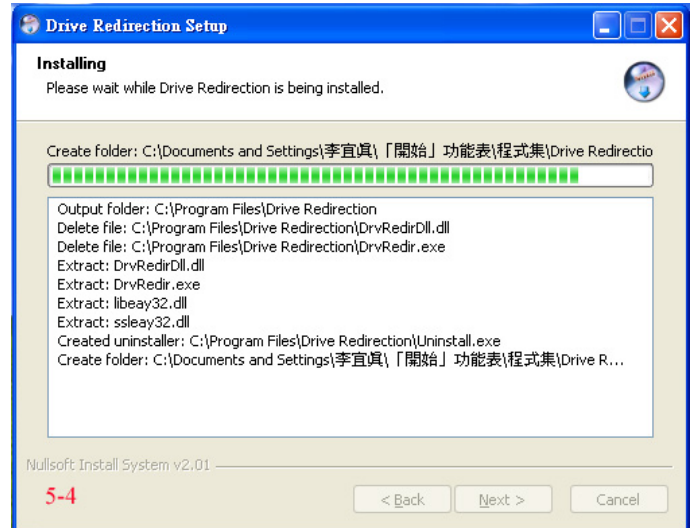 Drive Redirection Setup
Installing
Please wait while Drive Redirection is being installed.
Create folder: C:\Documents and Settings\李宜眞\「開始」功能表\程式集\Drive Redirectio
Output folder: C:\Program Files\Drive Redirection
Delete file: C:\Program Files\Drive Redirection\DrvRedirDll.dll
Delete file: C:\Program Files\Drive Redirection\DrvRedir.exe
Extract: DrvRedirDll.dll
Extract: DrvRedir.exe
Extract: libeay32.dll
Extract: ssleay32.dll
Created uninstaller: C:\Program Files\Drive Redirection\Uninstall.exe
Create folder: C:\Documents and Settings\李宜眞\「開始」功能表\程式集\Drive R...
Nullsoft Install System v2.01
5-4
< Back
Next >
Cancel